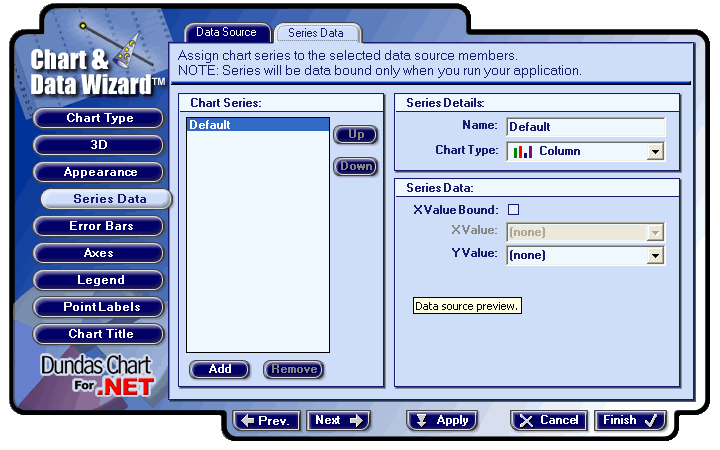 Data Source
Series Data
Chart &
Data Wizard™
Assign chart series to the selected data source members.
NOTE: Series will be data bound only when you run your application.
Chart Type
3D
Appearance
Series Data
Error Bars
Axes
Legend
Point Labels
Chart Title
Dundas Chart
For .NET
Chart Series:
Default
Up
Down
Add
Remove
Series Details:
Name: Default
Chart Type: Column
Series Data:
X Value Bound:
X Value: (none)
Y Value: (none)
Data source preview.
Prev.
Next
Apply
Cancel
Finish